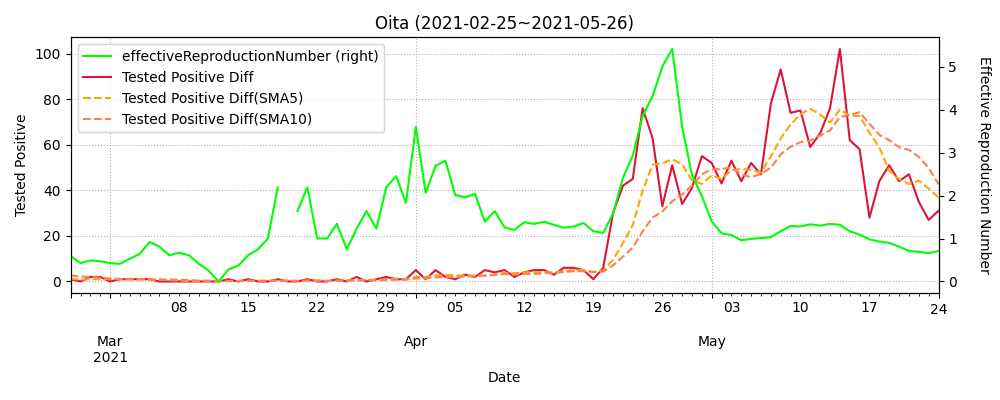 Oita (2021-02-25~2021-05-26)
effectiveReproductionNumber (right)
Tested Positive Diff
Tested Positive Diff(SMA5)
Tested Positive Diff(SMA10)
Tested Positive
100
80
60
40
20
0
Effective Reproduction Number
5
4
3
2
1
0
08 15 22 29 05 12 19 26 03 10 17 24
Mar Apr May
2021
Date